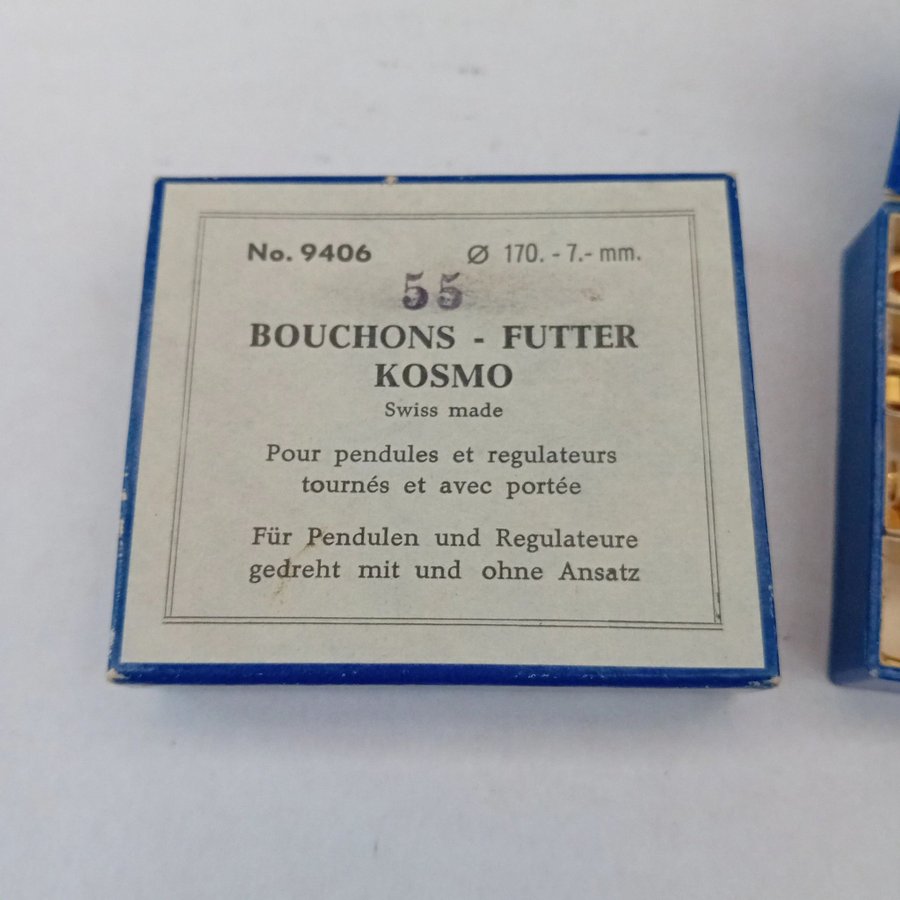 No. 9406 ⌀ 170. - 7.- mm.
55
BOUCHONS - FUTTER
KOSMO
Swiss made
Pour pendules et regulateurs
tournés et avec portée
Für Pendulen und Regulateure
gedreht mit und ohne Ansatz